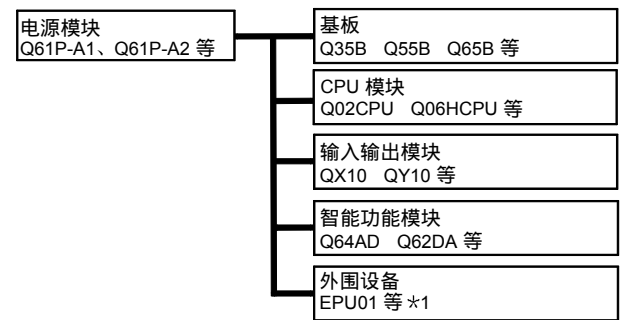 电源模块
Q61P-A1、Q61P-A2 等
基板
Q35B Q55B Q65B 等
CPU 模块
Q02CPU Q06HCPU 等
输入输出模块
QX10 QY10 等
智能功能模块
Q64AD Q62DA 等
外围设备
EPU01 等 *1